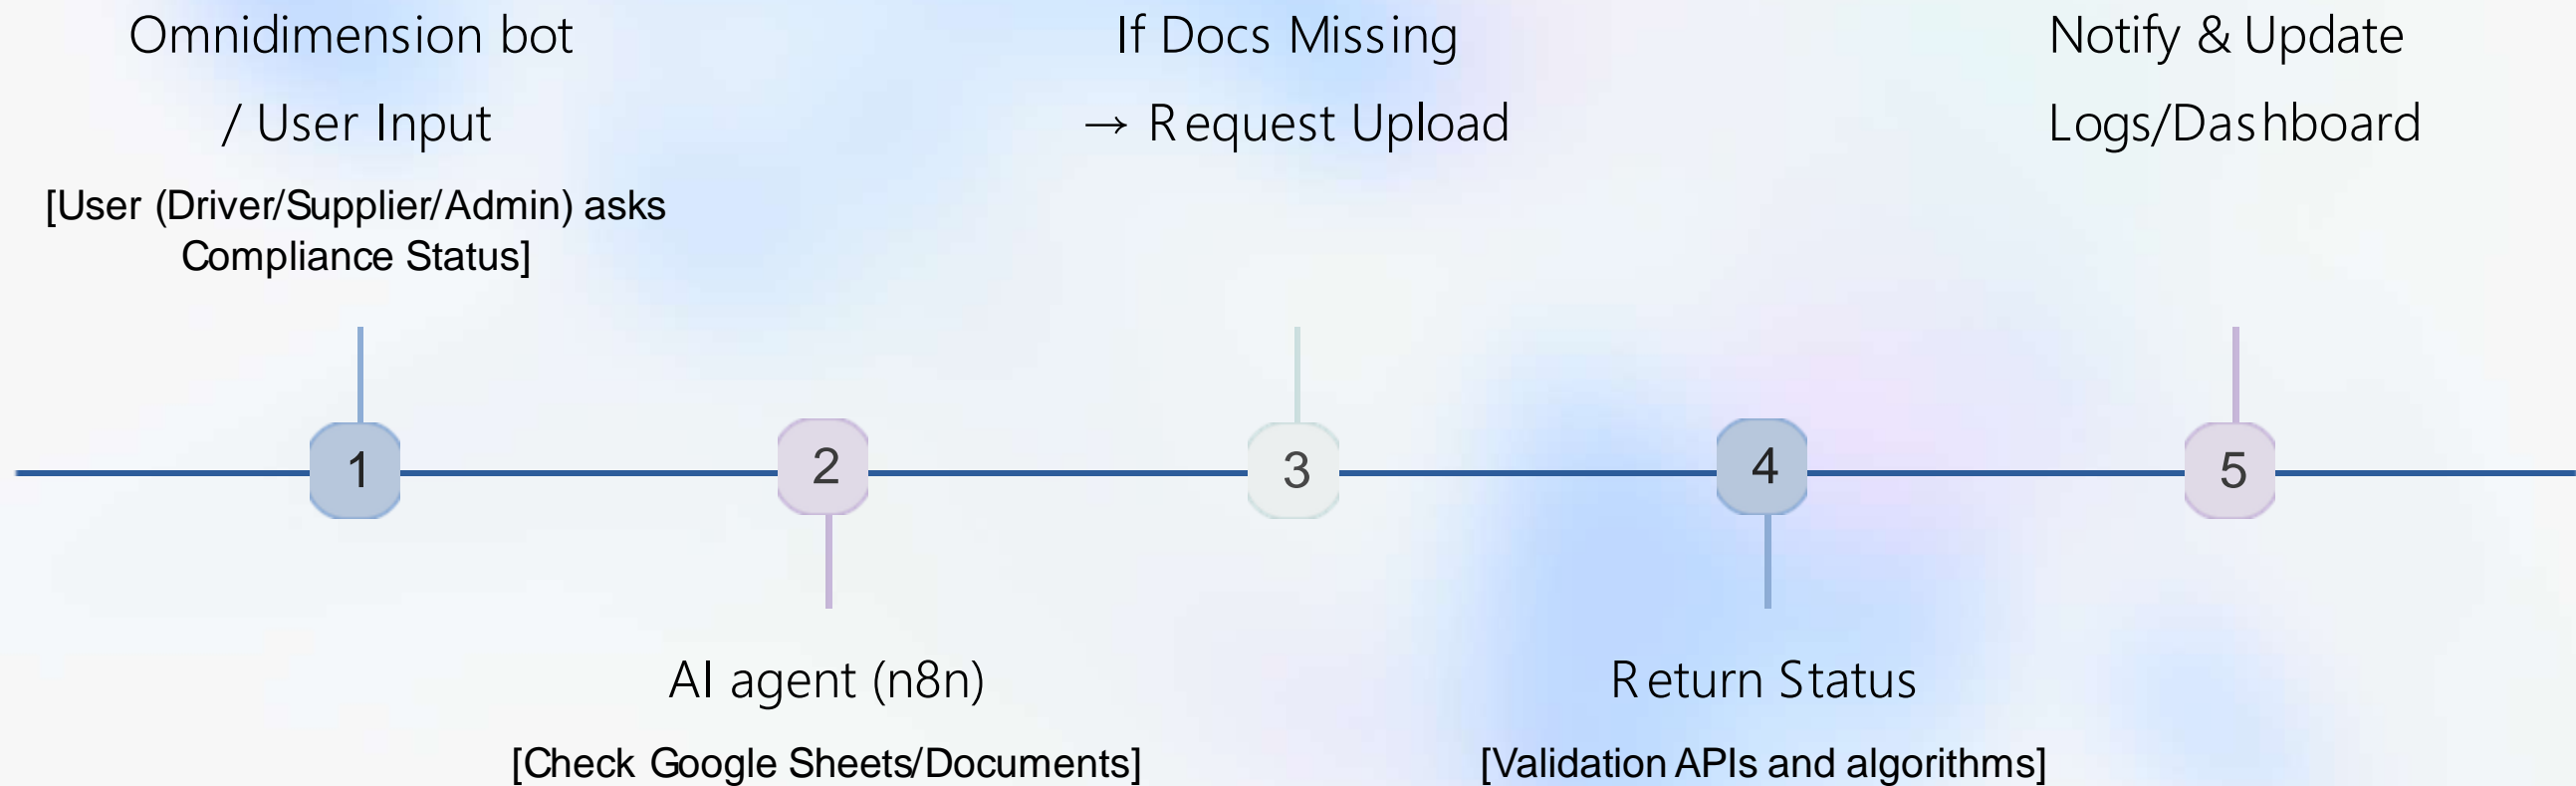 Omnidimension bot
/ User Input
[User (Driver/Supplier/Admin) asks
Compliance Status]
If Docs Missing
→ Request Upload
Notify & Update
Logs/Dashboard
1
2
3
4
5
AI agent (n8n)
[Check Google Sheets/Documents]
Return Status
[Validation APIs and algorithms]